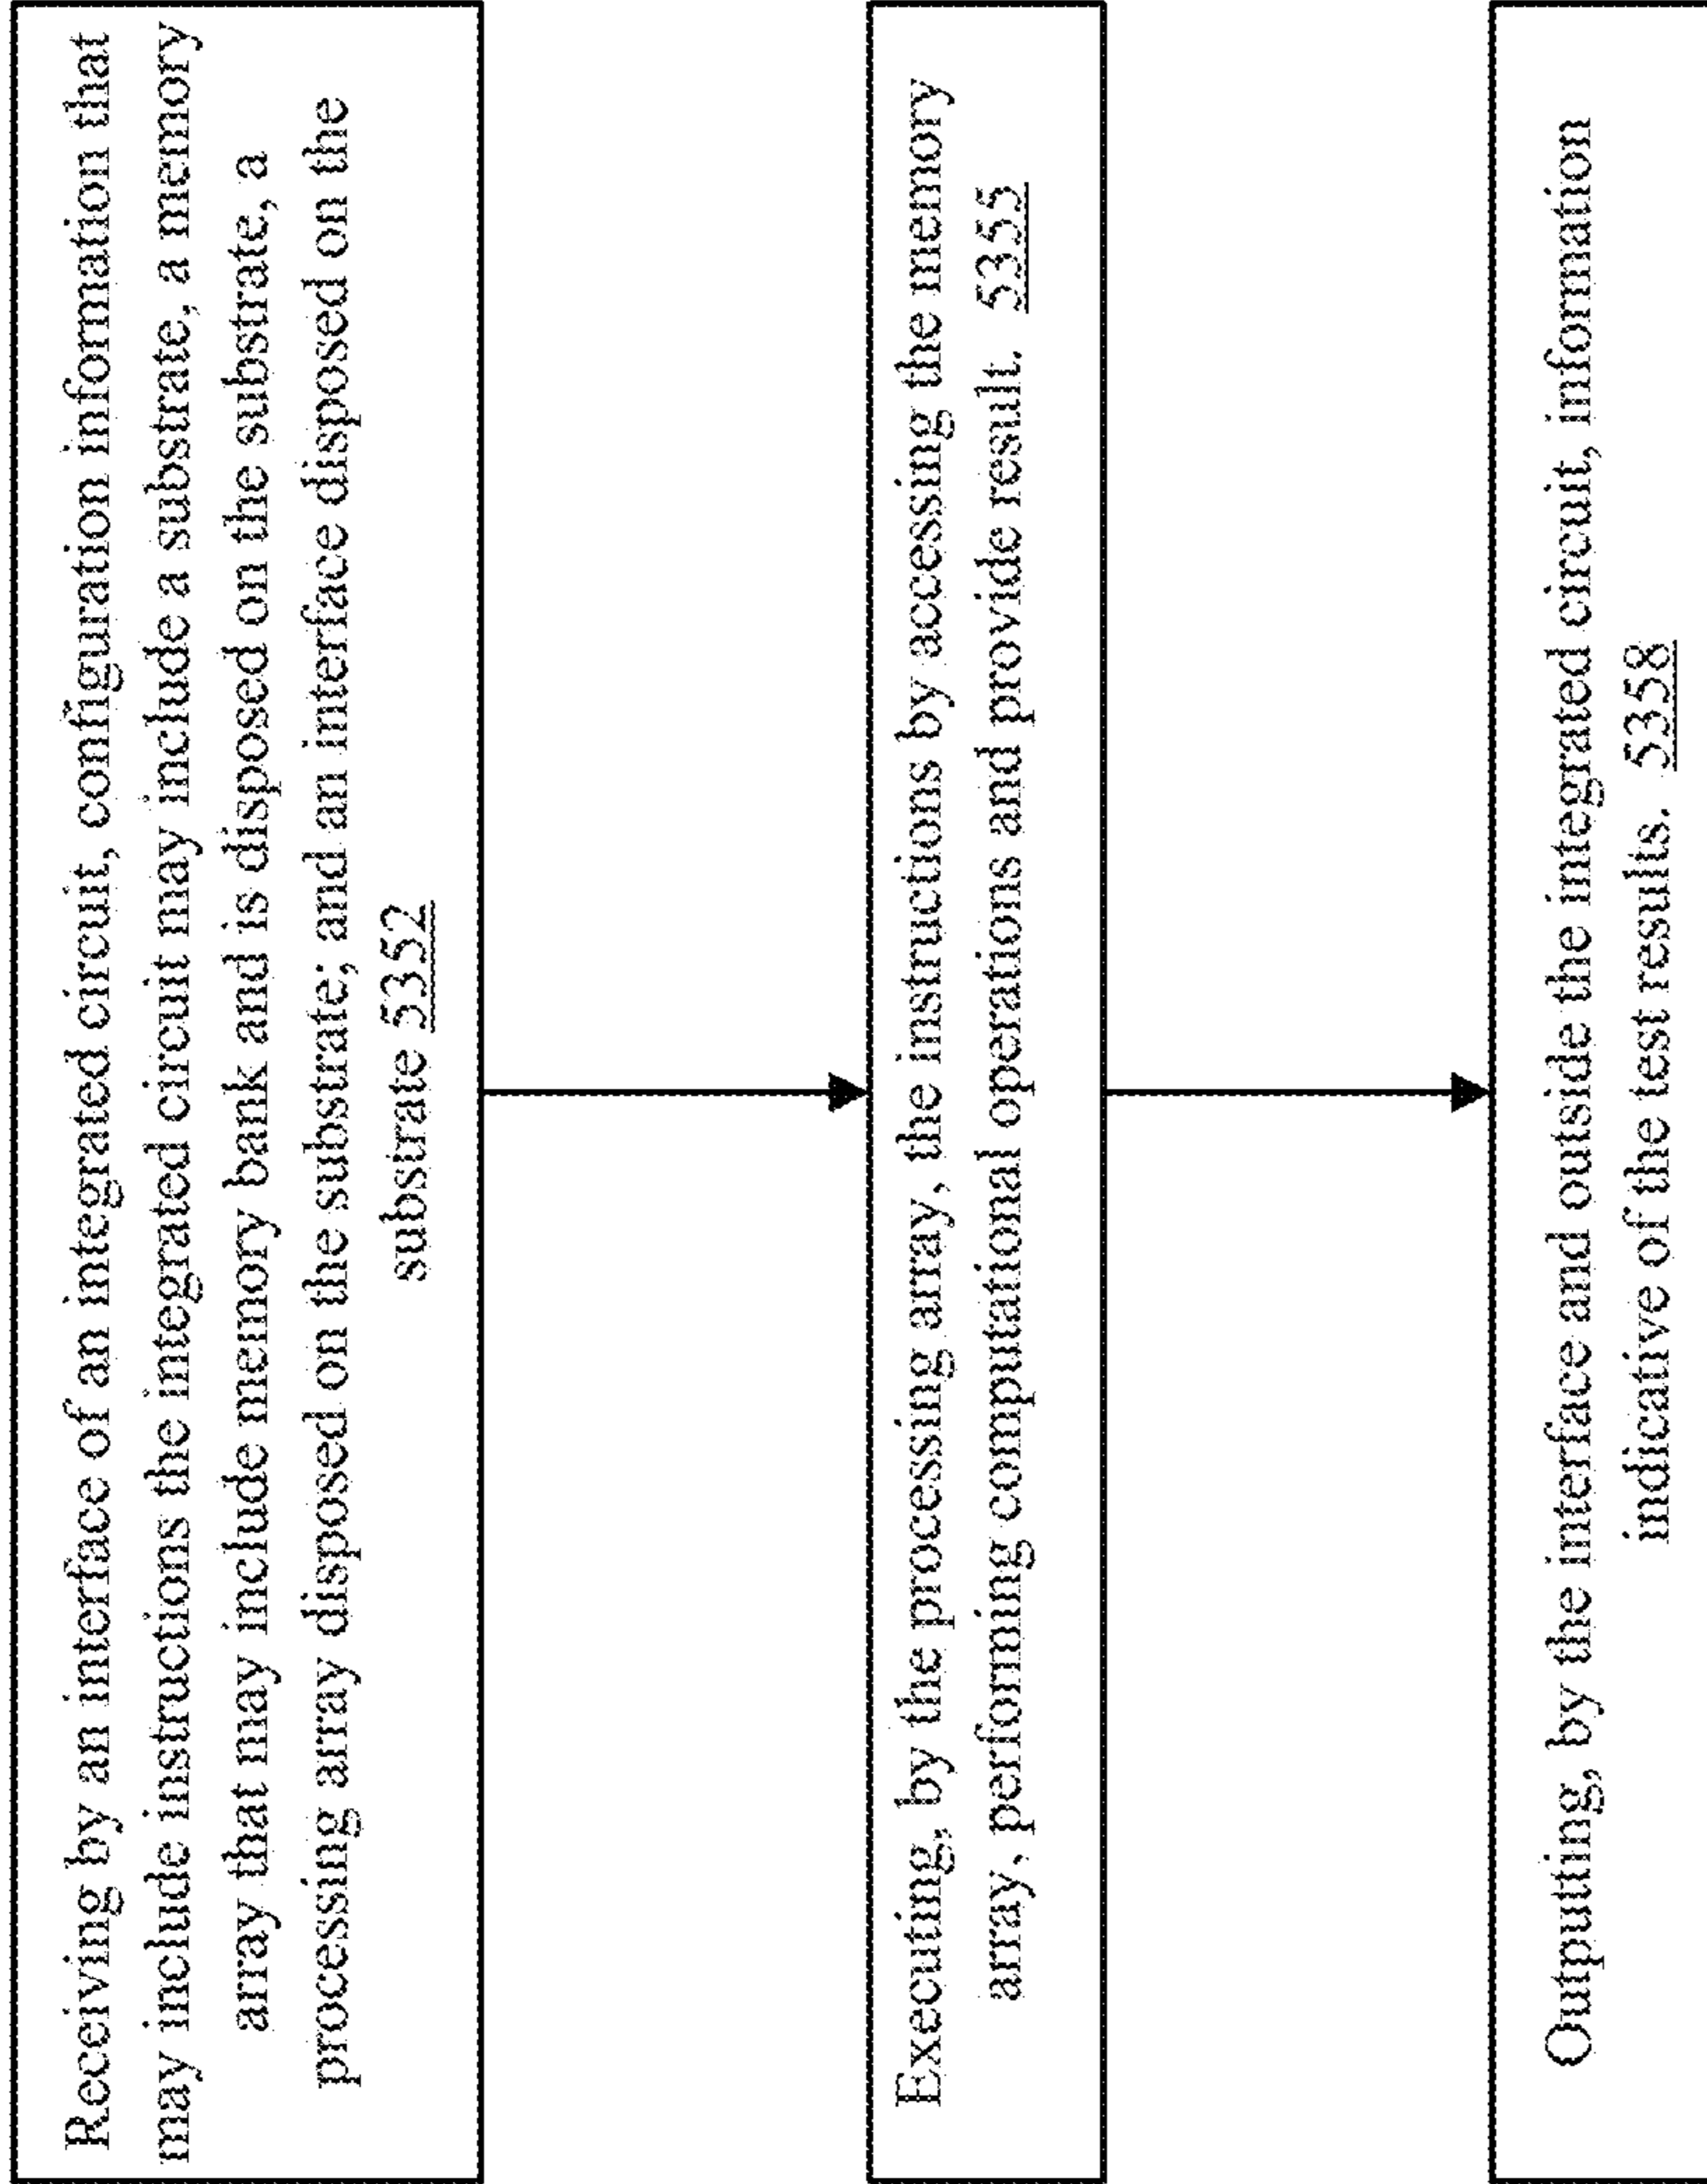 Receiving by an interface of an integrated circuit, configuration information that
may include instructions the integrated circuit may include a substrate, a memory
array that may include memory bank and is disposed on the substrate, a
processing array disposed on the substrate; and an interface disposed on the
substrate 5352
Executing, by the processing array, the instructions by accessing the memory
array, performing computational operations and provide result. 5355
Outputing, by the interface and outside the integrated circuit, information
indicative of the test results. 5358